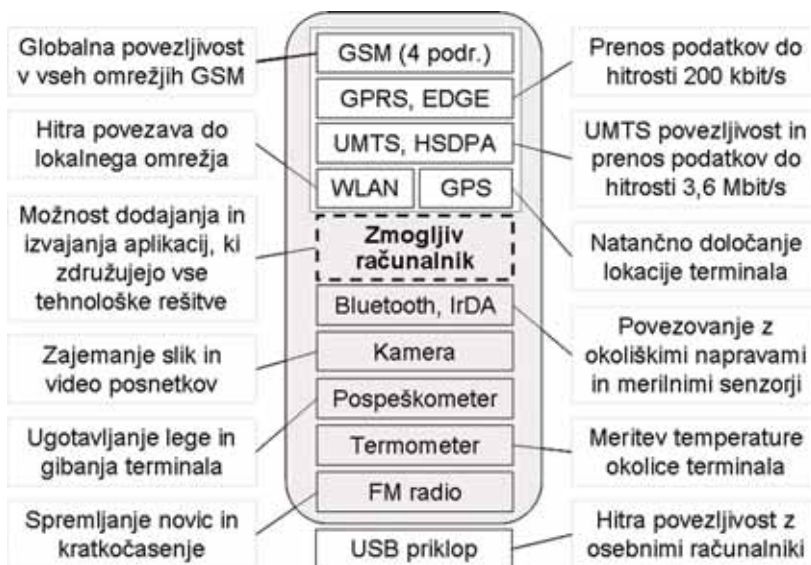 Globalna povezljivost
v vseh omrežjih GSM
Hitra povezava do
lokalnega omrežja
Možnost dodajanja in
izvajanja aplikacij, ki
združujejo vse
tehnološke rešitve
Zajemanje slik in
video posnetkov
Ugotavljanje lege in
gibanja terminala
Spremljanje novic in
kratkočasenje
GSM (4 podr.)
GPRS, EDGE
UMTS, HSDPA
WLAN GPS
Zmogljiv
računalnik
Bluetooth, IrDA
Kamera
Pospeškometer
Termometer
FM radio
USB priklop
Prenos podatkov do
hitrosti 200 kbit/s
UMTS povezljivost in
prenos podatkov do
hitrosti 3,6 Mbit/s
Natančno določanje
lokacije terminala
Povezovanje z
okoliškimi napravami
in merilnimi senzorji
Meritev temperature
okolice terminala
Hitra povezljivost z
osebnimi računalniki